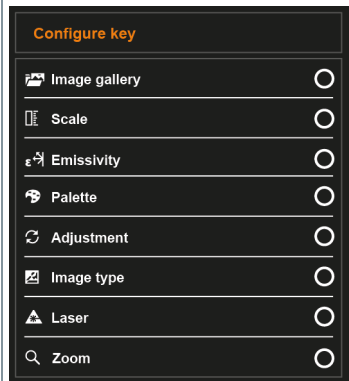 Configure key
Image gallery
Scale
Emissivity
Palette
Adjustment
Image type
Laser
Zoom